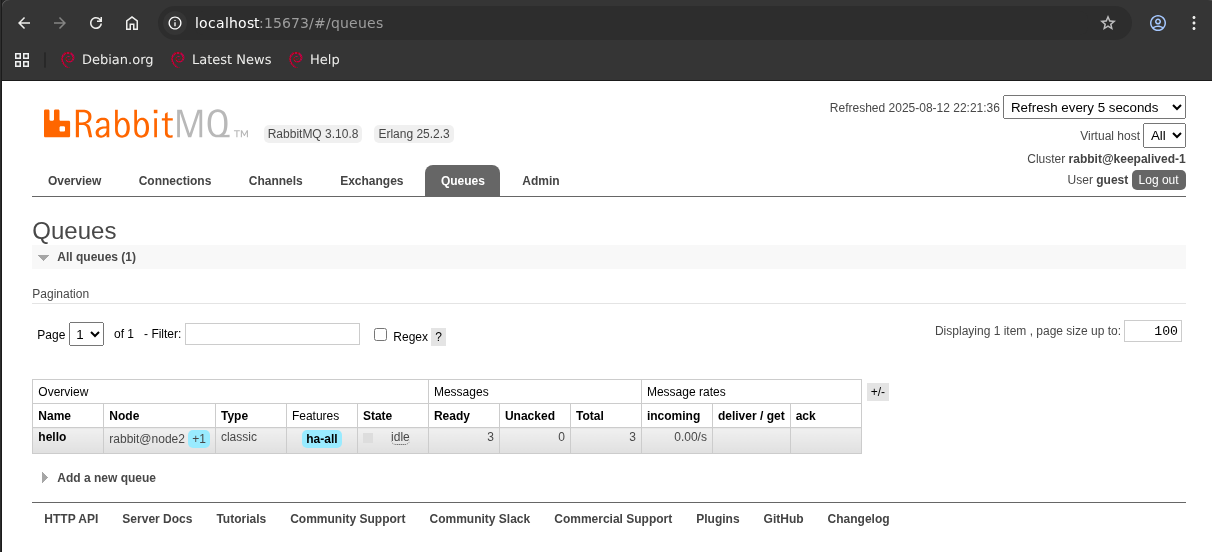 localhost:15673/#/queues
Debian.org Latest News Help
Refreshed 2025-08-12 22:21:36 Refresh every 5 seconds
RabbitMQ TM RabbitMQ 3.10.8 Erlang 25.2.3
Virtual host All
Cluster rabbit@keepalived-1
User guest Log out
Overview Connections Channels Exchanges Queues Admin
Queues
All queues (1)
Pagination
Page 1 of 1 - Filter: Regex ? Displaying 1 item , page size up to: 100
Overview Messages Message rates +/-
Name Node Type Features State Ready Unacked Total incoming deliver / get ack
hello rabbit@node2 +1 classic ha-all idle 3 0 3 0.00/s
Add a new queue
HTTP API Server Docs Tutorials Community Support Community Slack Commercial Support Plugins GitHub Changelog